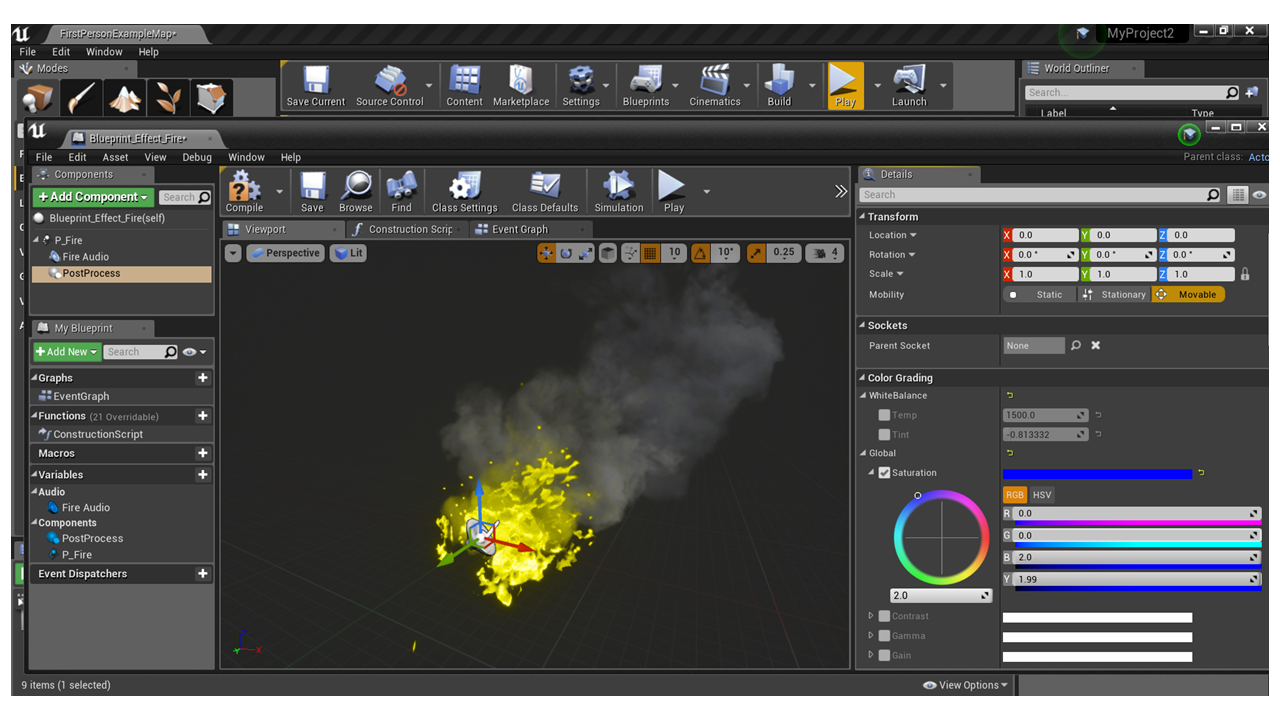 FirstPersonExampleMap*
MyProject2
File Edit Window Help
Modes
Save Current Source Control Content Marketplace Settings Blueprints Cinematics Build Play Launch
World Outliner
Search...
Label Type
Blueprint_Effect_Fire*
File Edit Asset View Debug Window Help
Parent class: Acto
Components
+ Add Component
Search
Blueprint_Effect_Fire(self)
P_Fire
Fire Audio
PostProcess
My Blueprint
+ Add New
Search
Graphs
EventGraph
Functions (21 Overridable)
ConstructionScript
Macros
Variables
Audio
Fire Audio
Components
PostProcess
P_Fire
Event Dispatchers
Compile Save Browse Find Class Settings Class Defaults Simulation Play
Viewport Construction Scrip Event Graph
Perspective Lit 10 10° 0.25 4
Details
Search
Transform
Location X 0.0 Y 0.0 Z 0.0
Rotation X 0.0 ° Y 0.0 ° Z 0.0 °
Scale X 1.0 Y 1.0 Z 1.0
Mobility Static Stationary Movable
Sockets
Parent Socket None
Color Grading
WhiteBalance
Temp 1500.0
Tint -0.813332
Global
Saturation
RGB HSV
R 0.0
G 0.0
B 2.0
Y 1.99
2.0
Contrast
Gamma
Gain
9 items (1 selected)
View Options